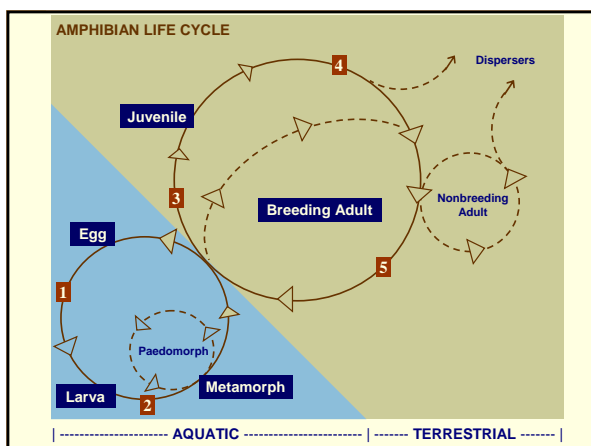 AMPHIBIAN LIFE CYCLE
4
Dispersers
Juvenile
3
Breeding Adult
Nonbreeding
Adult
Egg
5
1
Paedomorph
Larva
2
Metamorph
| --------------------- AQUATIC ------------------------ | ------- TERRESTRIAL ------- |